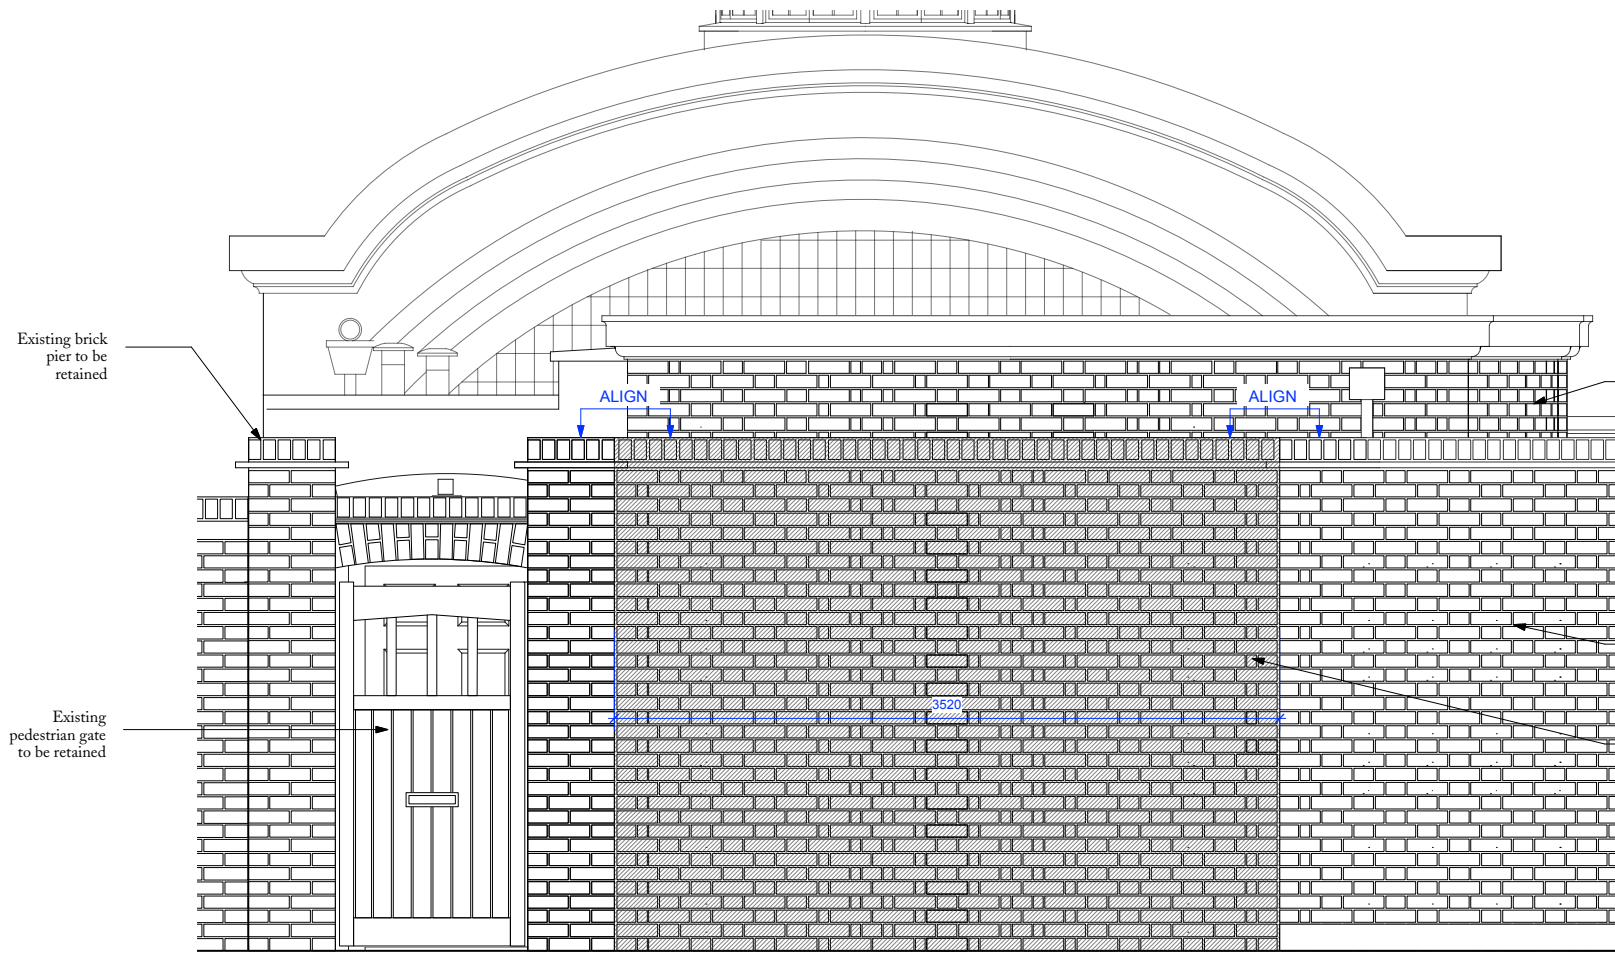 Existing brick
pier to be
retained
ALIGN
ALIGN
3520
Existing
pedestrian gate
to be retained